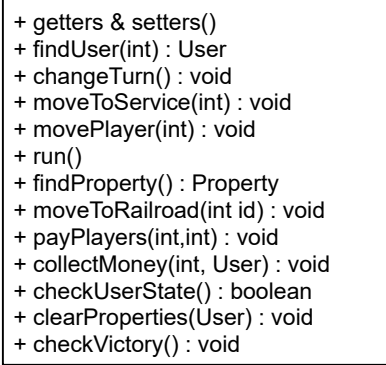 + getters & setters()
+ findUser(int) : User
+ changeTurn() : void
+ moveToService(int) : void
+ movePlayer(int) : void
+ run()
+ findProperty() : Property
+ moveToRailroad(int id) : void
+ payPlayers(int,int) : void
+ collectMoney(int, User) : void
+ checkUserState() : boolean
+ clearProperties(User) : void
+ checkVictory() : void